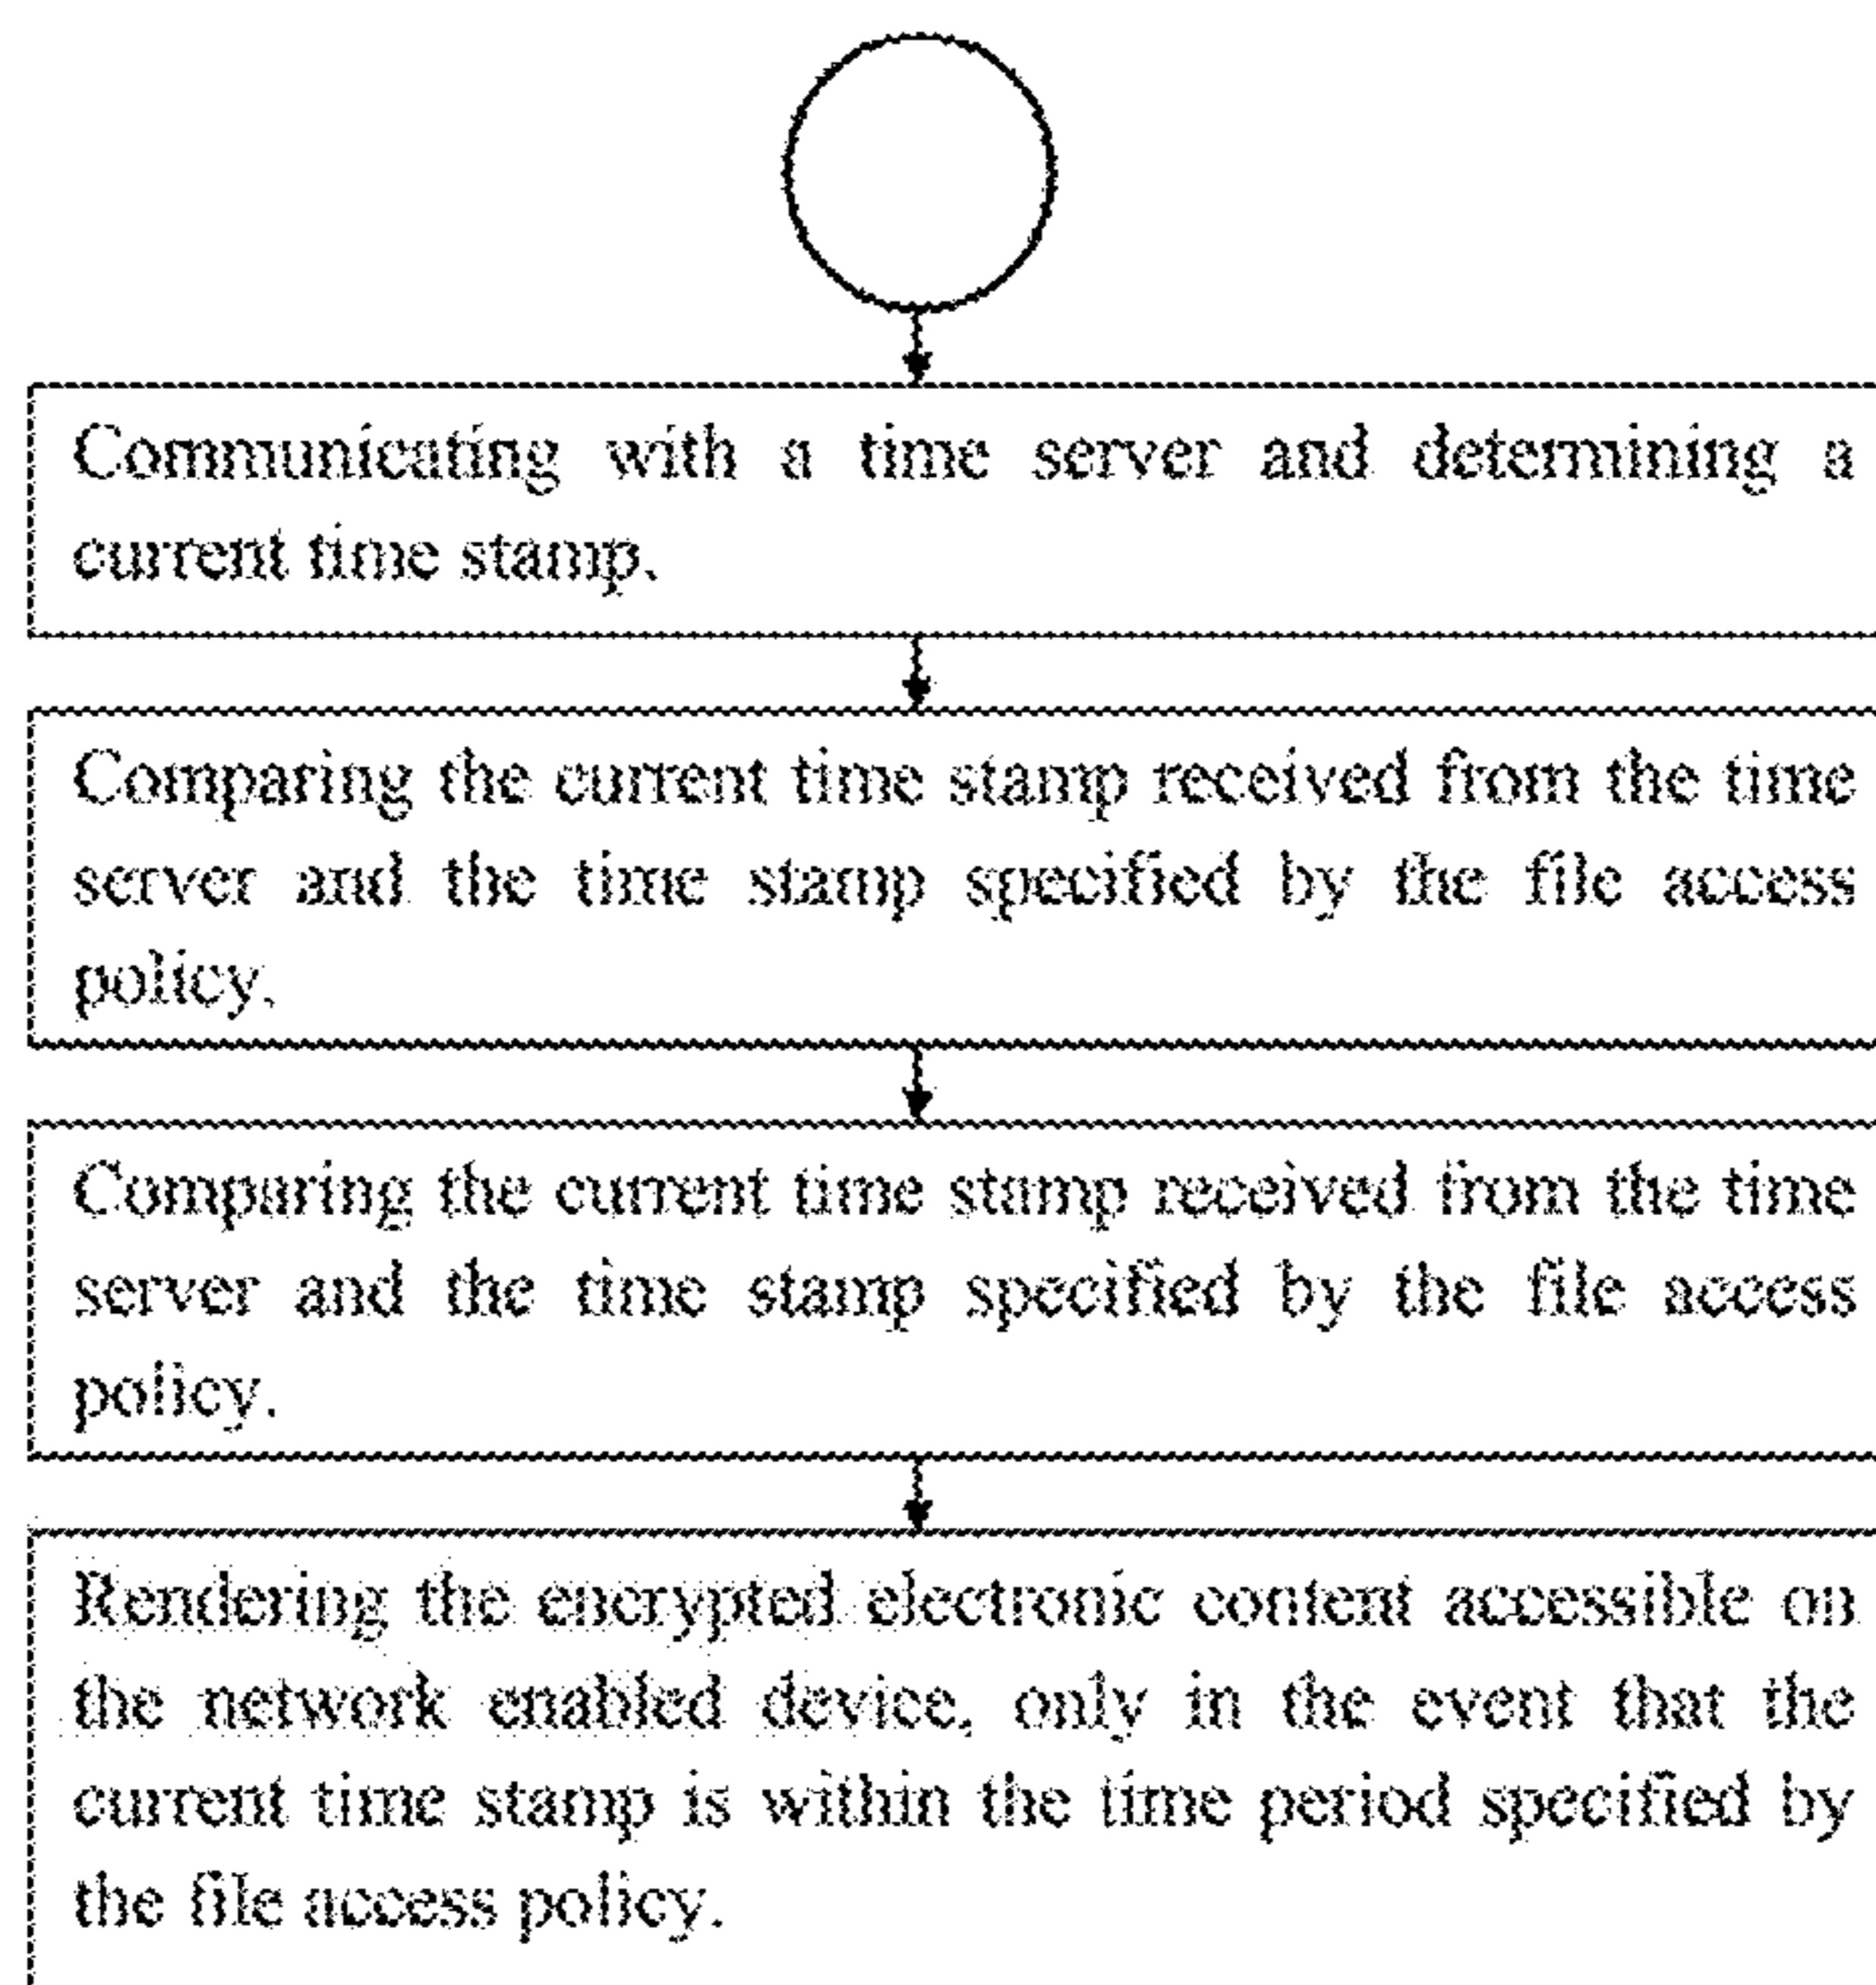 Communicating with a time server and determining a
current time stamp.
Comparing the current time stamp received from the time
server and the time stamp specified by the file access
policy.
Comparing the current time stamp received from the time
server and the time stamp specified by the file access
policy.
Rendering the encrypted electronic content accessible on
the network enabled device, only in the event that the
current time stamp is within the time period specified by
the file access policy.